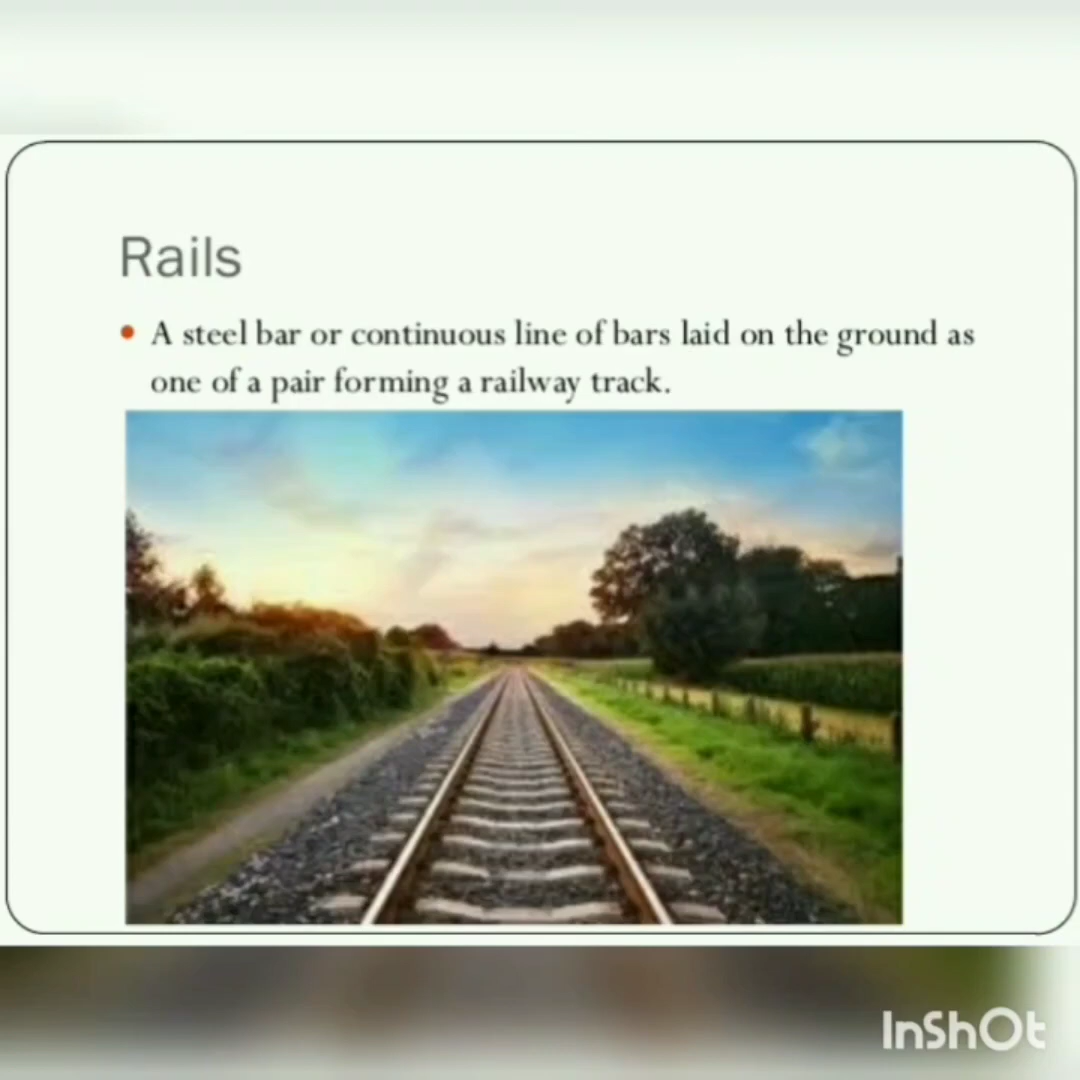 Rails
A steel bar or continuous line of bars laid on the ground as
one of a pair forming a railway track.
InShOt